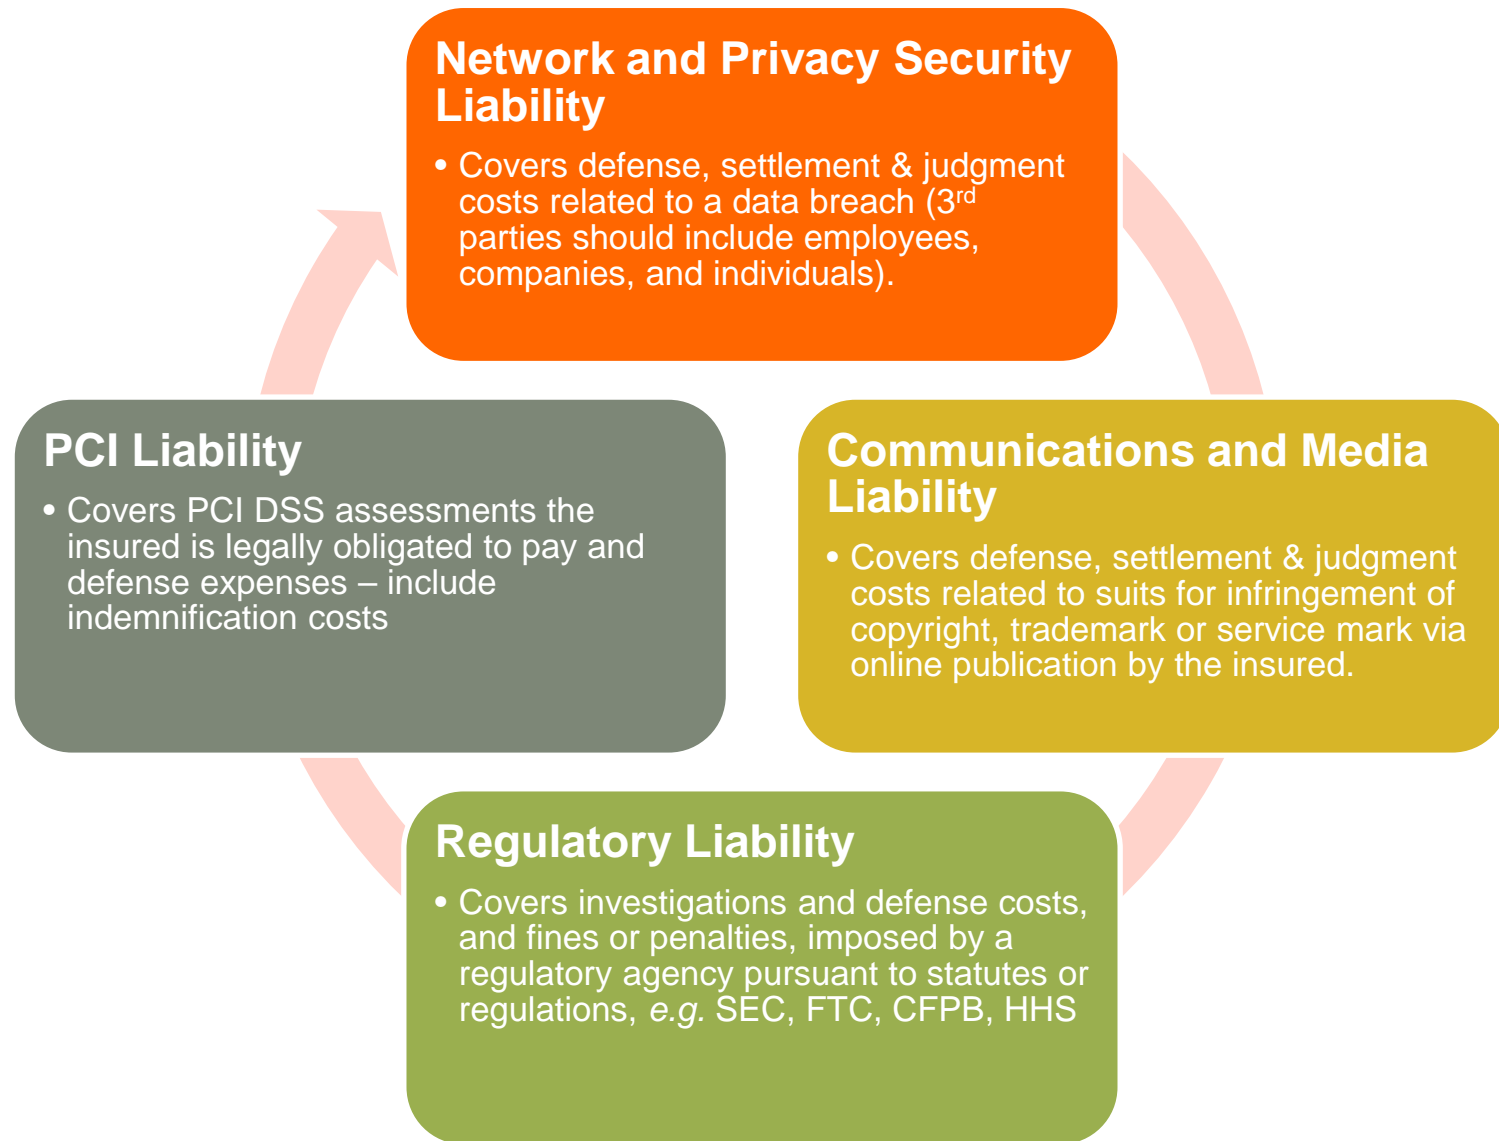 Network and Privacy Security
Liability
• Covers defense, settlement & judgment
costs related to a data breach (3rd
parties should include employees,
companies, and individuals).
Communications and Media
Liability
• Covers defense, settlement & judgment
costs related to suits for infringement of
copyright, trademark or service mark via
online publication by the insured.
Regulatory Liability
• Covers investigations and defense costs,
and fines or penalties, imposed by a
regulatory agency pursuant to statutes or
regulations, e.g. SEC, FTC, CFPB, HHS
PCI Liability
• Covers PCI DSS assessments the
insured is legally obligated to pay and
defense expenses – include
indemnification costs